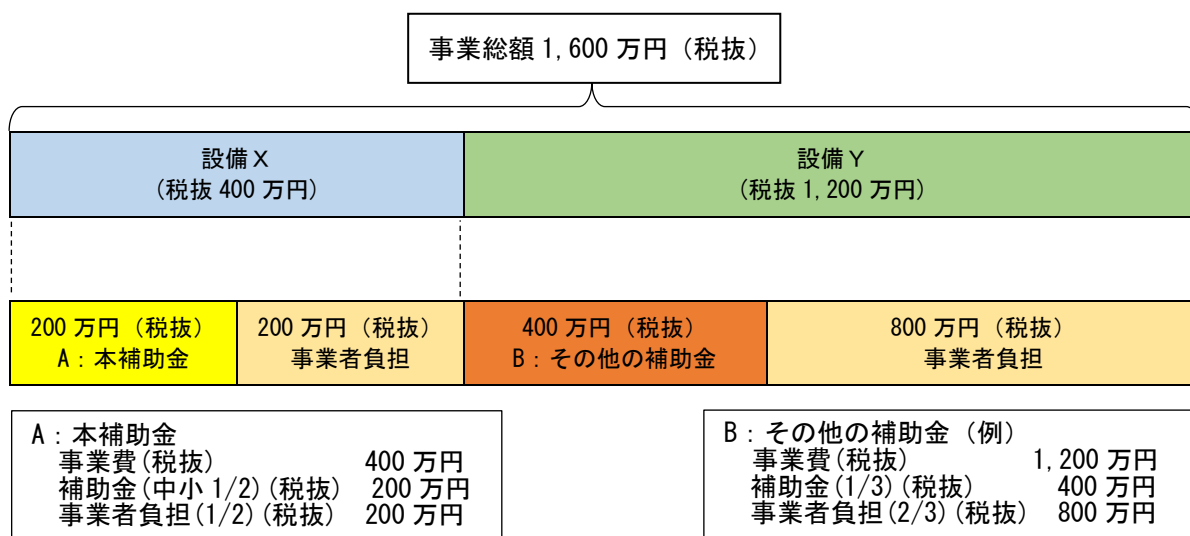 事業総額 1,600 万円（税抜）
設備Ｘ
（税抜 400 万円）
設備Ｙ
（税抜 1,200 万円）
200 万円（税抜）
A：本補助金
200 万円（税抜）
事業者負担
400 万円（税抜）
B：その他の補助金
800 万円（税抜）
事業者負担
A：本補助金
事業費(税抜) 400 万円
補助金(中小 1/2)(税抜) 200 万円
事業者負担(1/2)(税抜) 200 万円
B：その他の補助金（例）
事業費(税抜) 1,200 万円
補助金(1/3)(税抜) 400 万円
事業者負担(2/3)(税抜) 800 万円